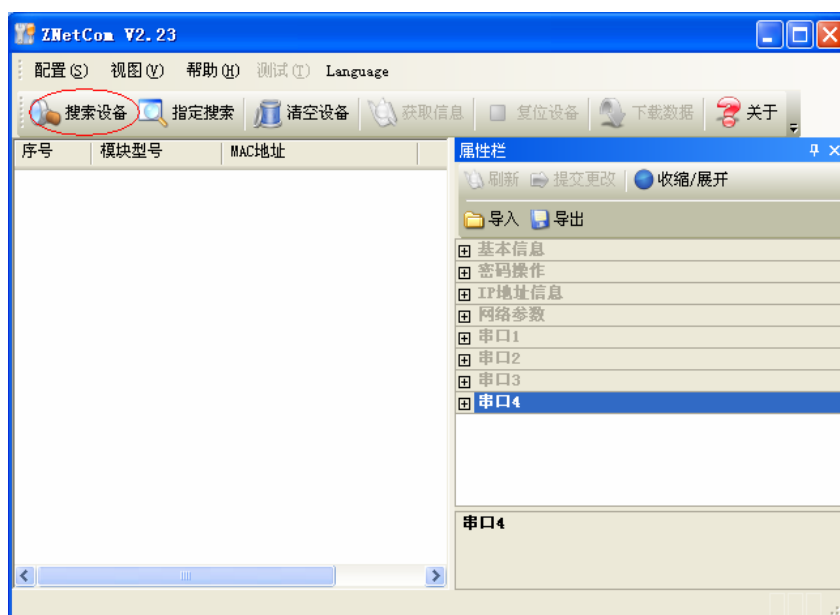 ZNetCom V2.23
配置(S) 视图(V) 帮助(H) 测试(T) Language
搜索设备 指定搜索 清空设备 获取信息 复位设备 下载数据 关于
序号 模块型号 MAC地址
属性栏
刷新 提交更改 收缩/展开
导入 导出
基本信息
密码操作
IP地址信息
网络参数
串口1
串口2
串口3
串口4
串口4